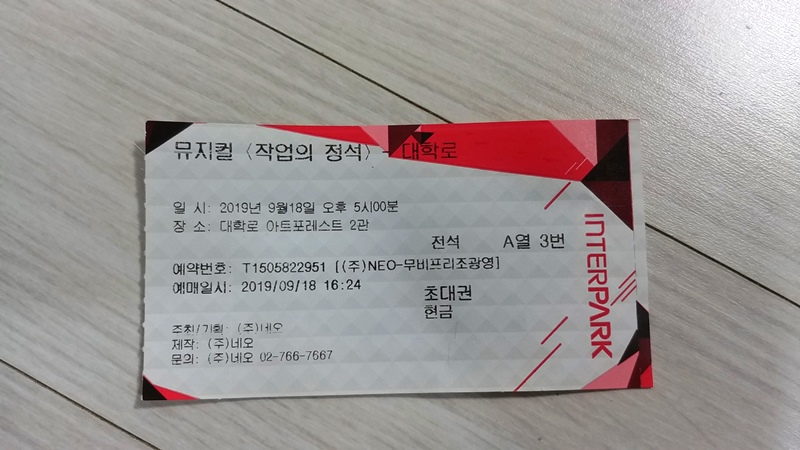 뮤지컬 〈작업의 정석〉 - 대학로
일 시: 2019년 9월18일 오후 5시00분
장 소: 대학로 아트포레스트 2관
전석 A열 3번
예약번호: T1505822951 [(주)NEO-무비프리조광영]
예매일시: 2019/09/18 16:24
초대권
현금
주최/기획: (주)네오
제작: (주)네오
문의: (주)네오 02-766-7667
INTERPARK